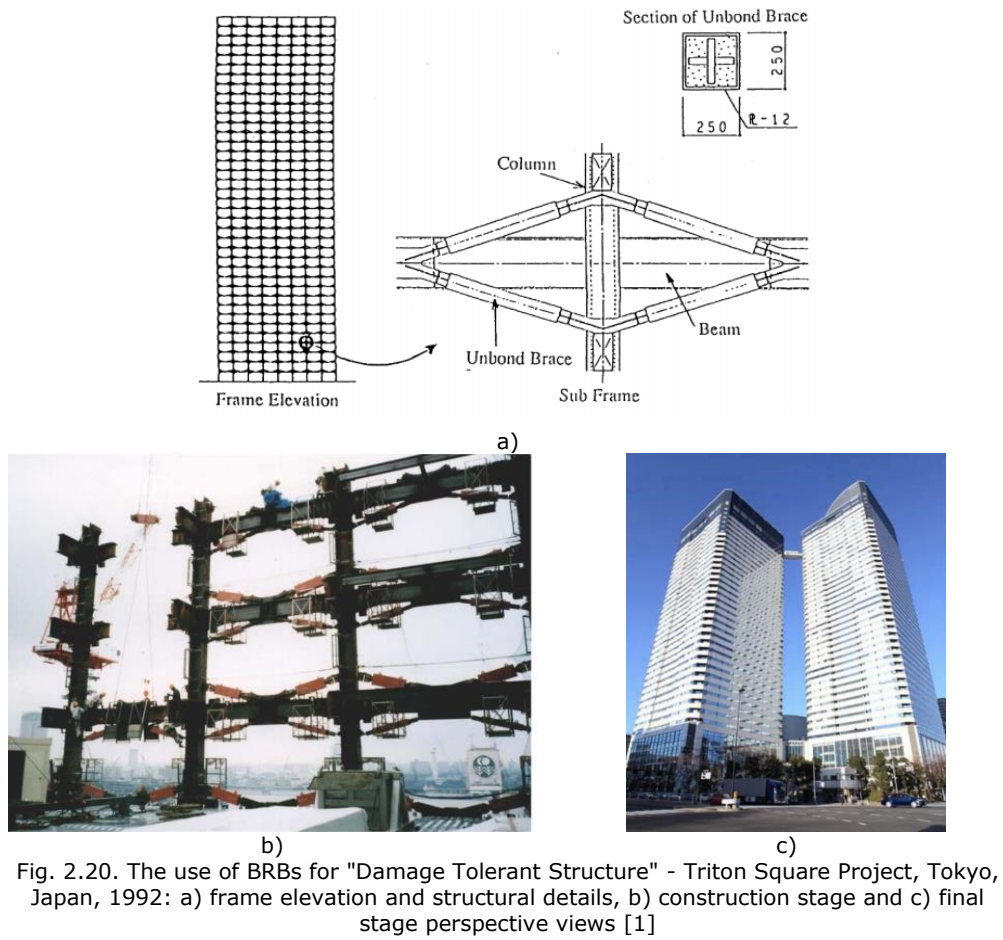 Section of Unbond Brace
250
250
PL-12
Column
Beam
Unbond Brace
Frame Elevation
Sub Frame
a)
b)
c)
Fig. 2.20. The use of BRBs for "Damage Tolerant Structure" - Triton Square Project, Tokyo,
Japan, 1992: a) frame elevation and structural details, b) construction stage and c) final
stage perspective views [1]